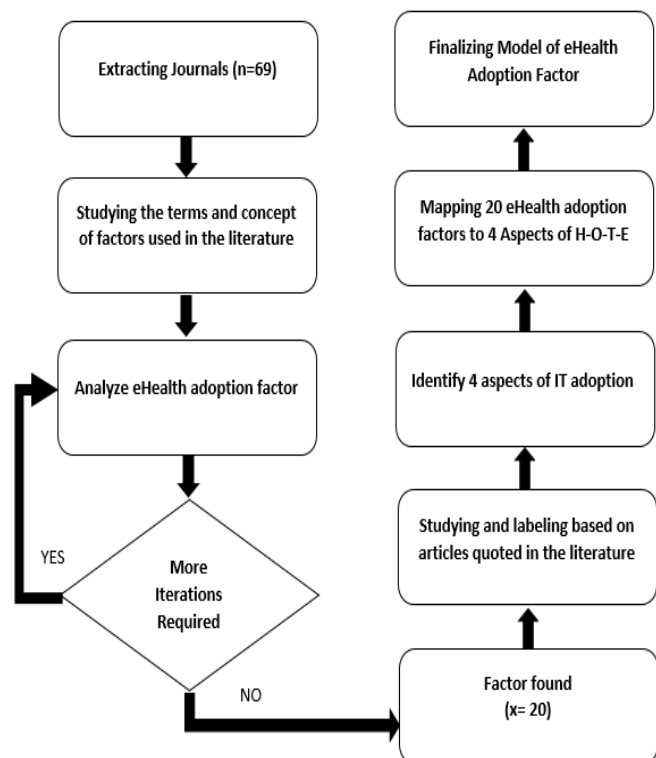 Extracting Journals (n=69)
Studying the terms and concept
of factors used in the literature
Analyze eHealth adoption factor
More
Iterations
Required
YES
NO
Factor found
(x= 20)
Studying and labeling based on
articles quoted in the literature
Identify 4 aspects of IT adoption
Mapping 20 eHealth adoption
factors to 4 Aspects of H-O-T-E
Finalizing Model of eHealth
Adoption Factor